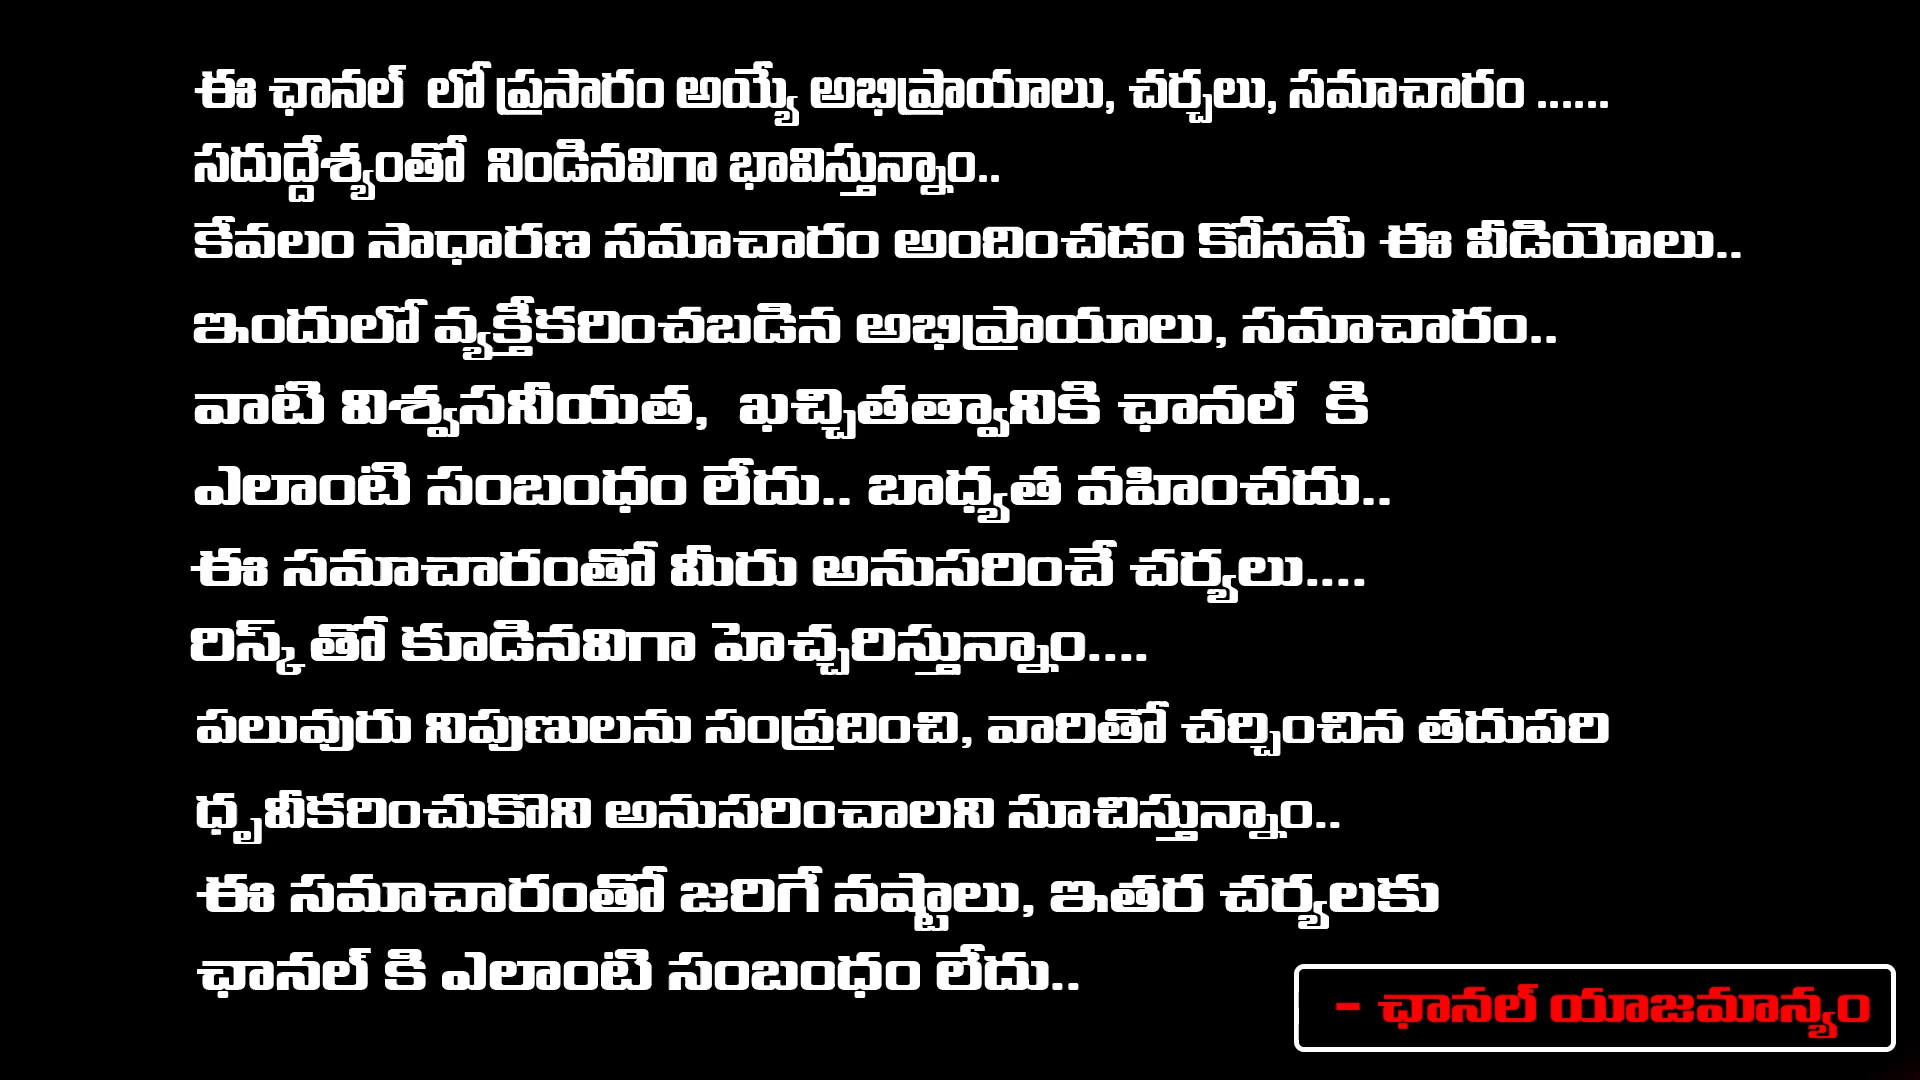 ఈ ఛానల్ లో ప్రసారం అయ్యే అభిప్రాయాలు, చర్చలు, సమాచారం ......
సదుద్దేశ్యంతో నిండినవిగా భావిస్తున్నాం..
కేవలం సాధారణ సమాచారం అందించడం కోసమే ఈ వీడియోలు..
ఇందులో వ్యక్తీకరించబడిన అభిప్రాయాలు, సమాచారం..
వాటి విశ్వసనీయత, ఖచ్చితత్వానికి ఛానల్ కి
ఎలాంటి సంబంధం లేదు.. బాధ్యత వహించదు..
ఈ సమాచారంతో మీరు అనుసరించే చర్యలు....
రిస్క్ తో కూడినవిగా హెచ్చరిస్తున్నాం....
పలువురు నిపుణులను సంప్రదించి, వారితో చర్చించిన తదుపరి
ధృవీకరించుకొని అనుసరించాలని సూచిస్తున్నాం..
ఈ సమాచారంతో జరిగే నష్టాలు, ఇతర చర్యలకు
ఛానల్ కి ఎలాంటి సంబంధం లేదు..
- ఛానల్ యాజమాన్యం